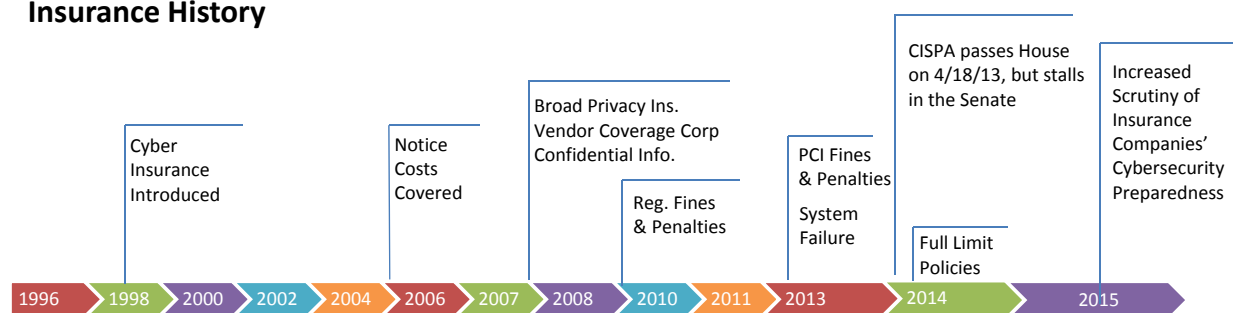 Insurance History
Cyber
Insurance
Introduced
Notice
Costs
Covered
Broad Privacy Ins.
Vendor Coverage Corp
Confidential Info.
Reg. Fines
& Penalties
PCI Fines
& Penalties
System
Failure
CISPA passes House
on 4/18/13, but stalls
in the Senate
Full Limit
Policies
Increased
Scrutiny of
Insurance
Companies’
Cybersecurity
Preparedness
1996 1998 2000 2002 2004 2006 2007 2008 2010 2011 2013 2014 2015